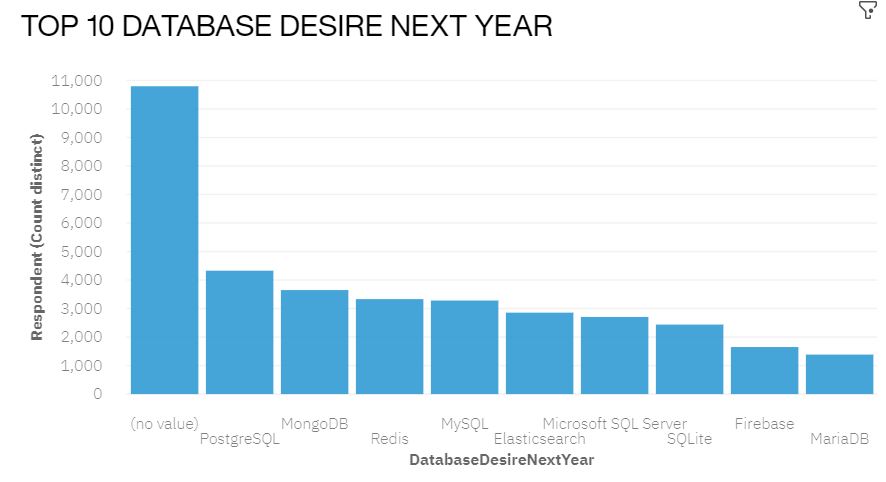 TOP 10 DATABASE DESIRE NEXT YEAR
Respondent (Count distinct)
11,000
10,000
9,000
8,000
7,000
6,000
5,000
4,000
3,000
2,000
1,000
0
(no value)
PostgreSQL
MongoDB
Redis
MySQL
Elasticsearch
Microsoft SQL Server
SQLite
Firebase
MariaDB
DatabaseDesireNextYear